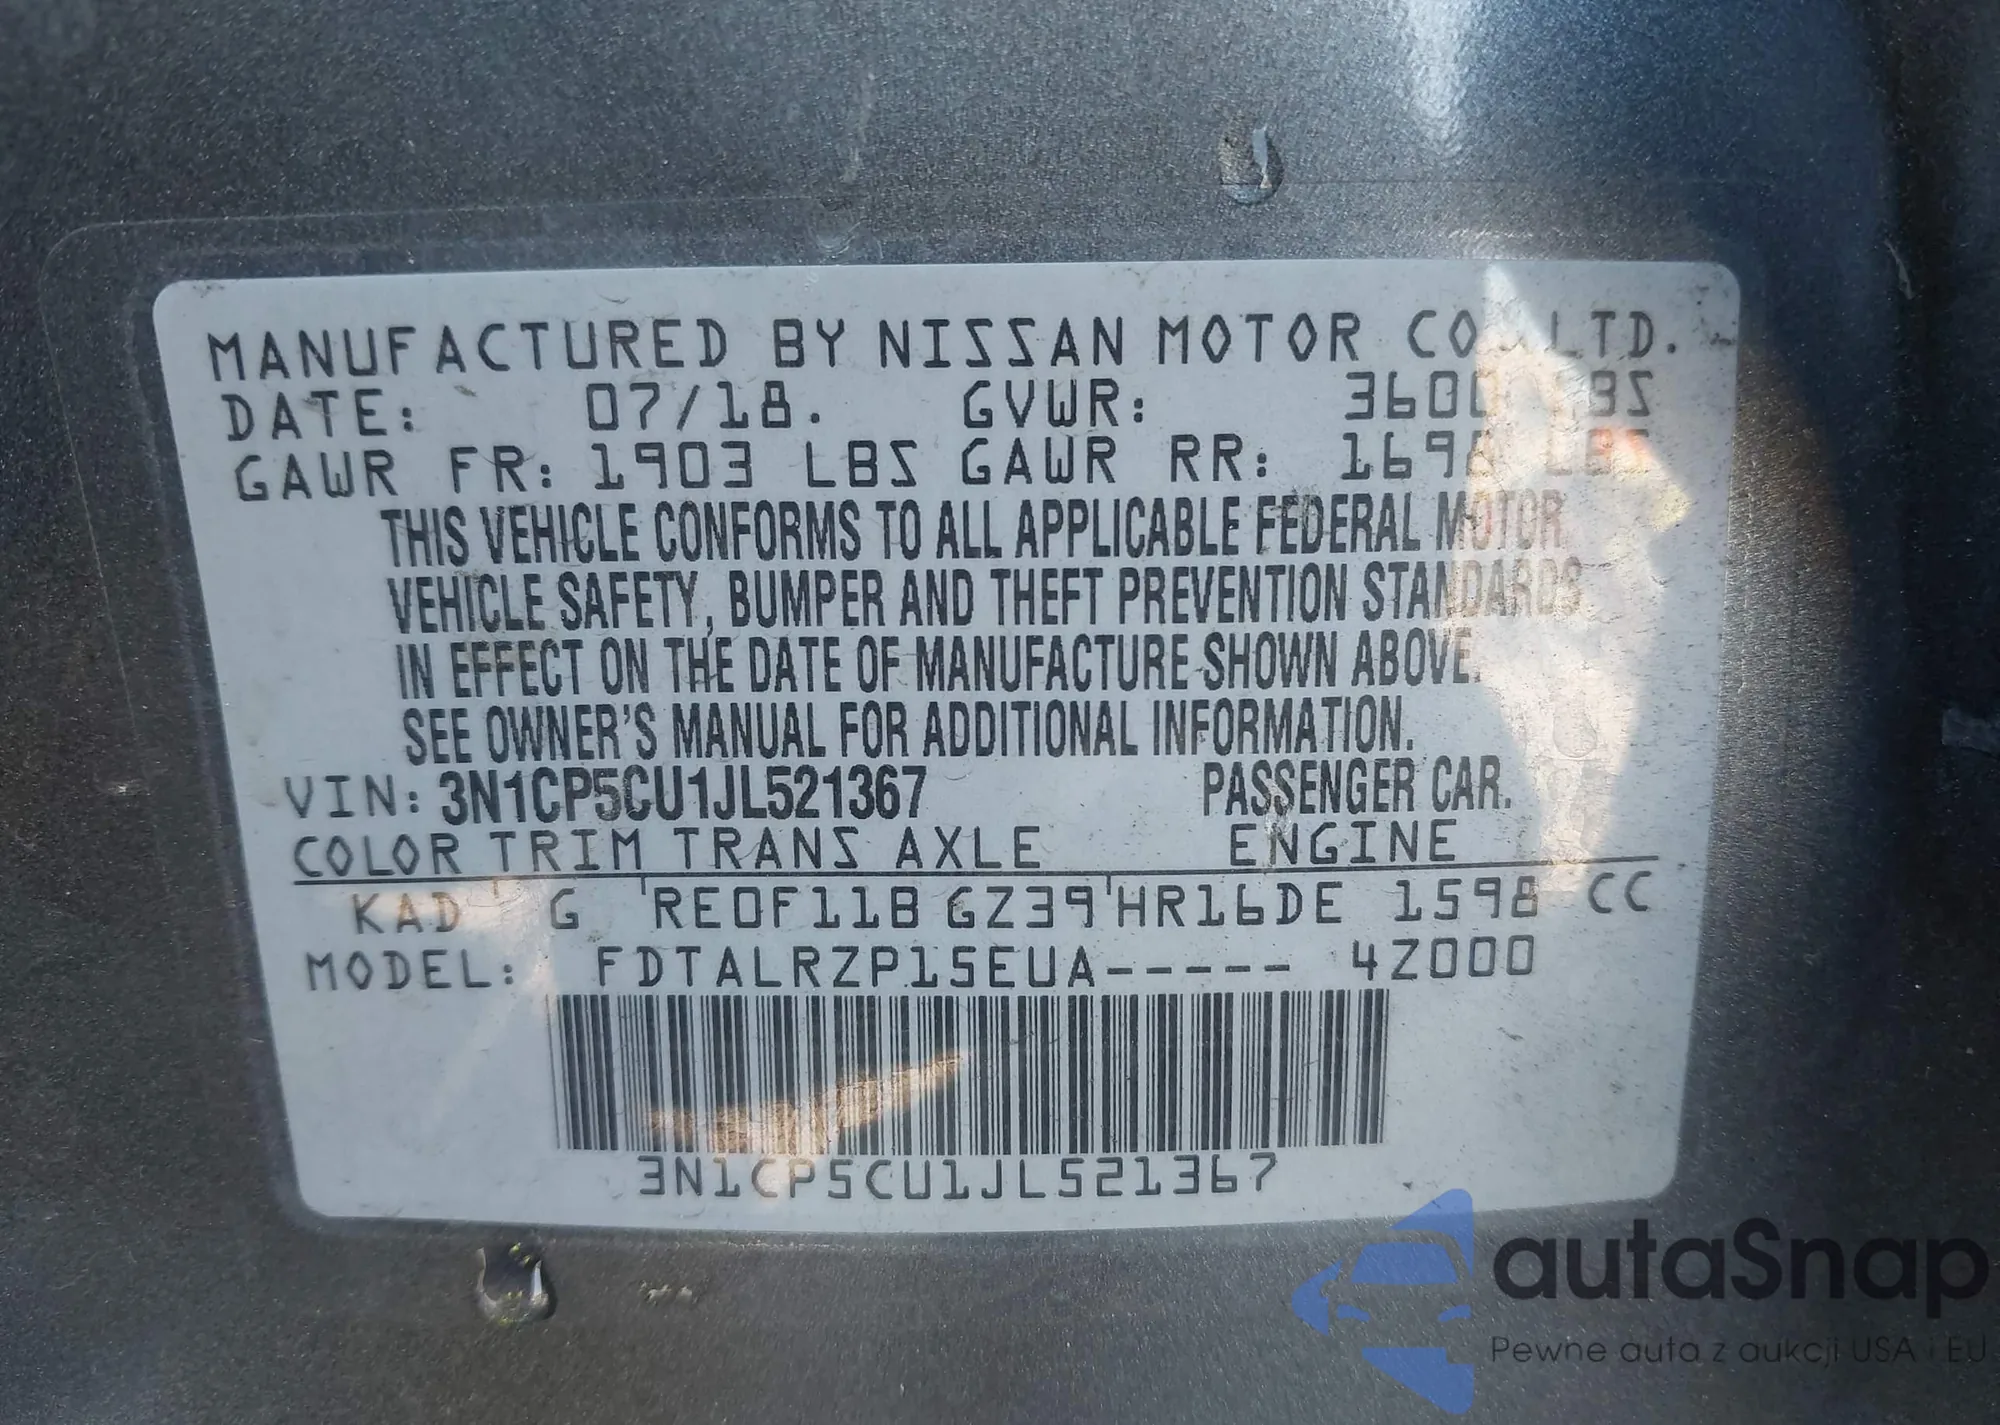 MANUFACTURED BY NISSAN MOTOR CO., LTD.
DATE: 07/18. GVWR: 3600 LBS
GAWR FR: 1903 LBS GAWR RR: LBS
THIS VEHICLE CONFORMS TO ALL APPLICABLE FEDERAL MOTOR
VEHICLE SAFETY, BUMPER AND THEFT PREVENTION STANDARDS
IN EFFECT ON THE DATE OF MANUFACTURE SHOWN ABOVE.
SEE OWNER'S MANUAL FOR ADDITIONAL INFORMATION.
VIN: 3N1CP5CU1JL521367 PASSENGER CAR.
COLOR TRIM TRANS AXLE ENGINE
KAD G RE0F11B GZ39 HR16DE 1598 CC
MODEL: FDTALRZP15EUA----- 4Z000
3N1CP5CU1JL521367
autaSnap
Pewne auta z aukcji USA i EU